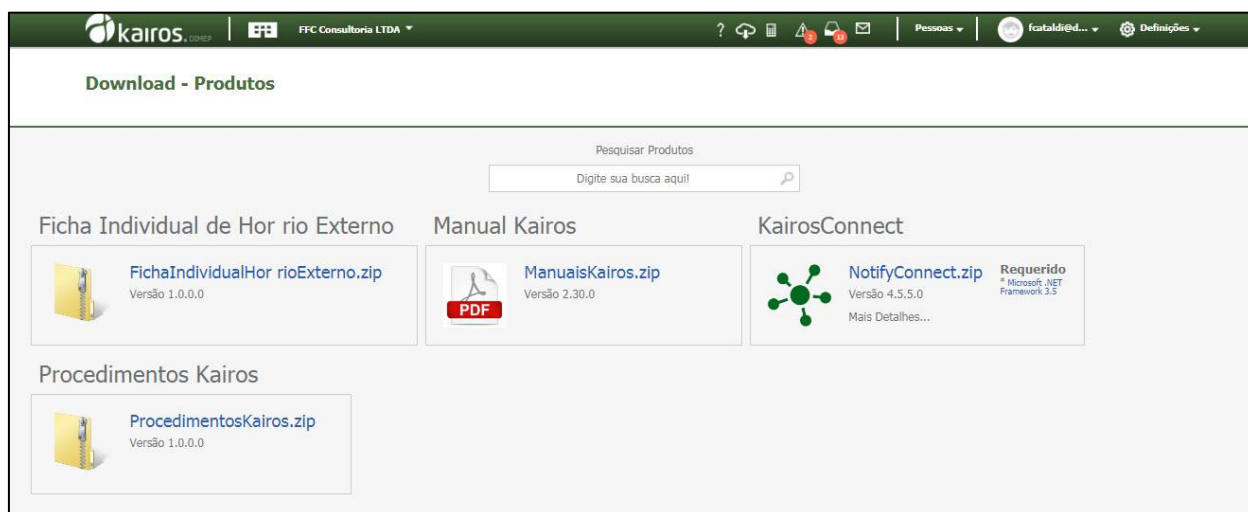 kairos. DIMEP FFC Consultoria LTDA ? 2 13 Pessoas fcataldi@d... Definições
Download - Produtos
Pesquisar Produtos
Digite sua busca aqui!
Ficha Individual de Hor rio Externo
FichaIndividualHor rioExterno.zip
Versão 1.0.0.0
Manual Kairos
PDF
ManuaisKairos.zip
Versão 2.30.0
KairosConnect
NotifyConnect.zip
Versão 4.5.5.0
Mais Detalhes...
Requerido
* Microsoft .NET
Framework 3.5
Procedimentos Kairos
ProcedimentosKairos.zip
Versão 1.0.0.0